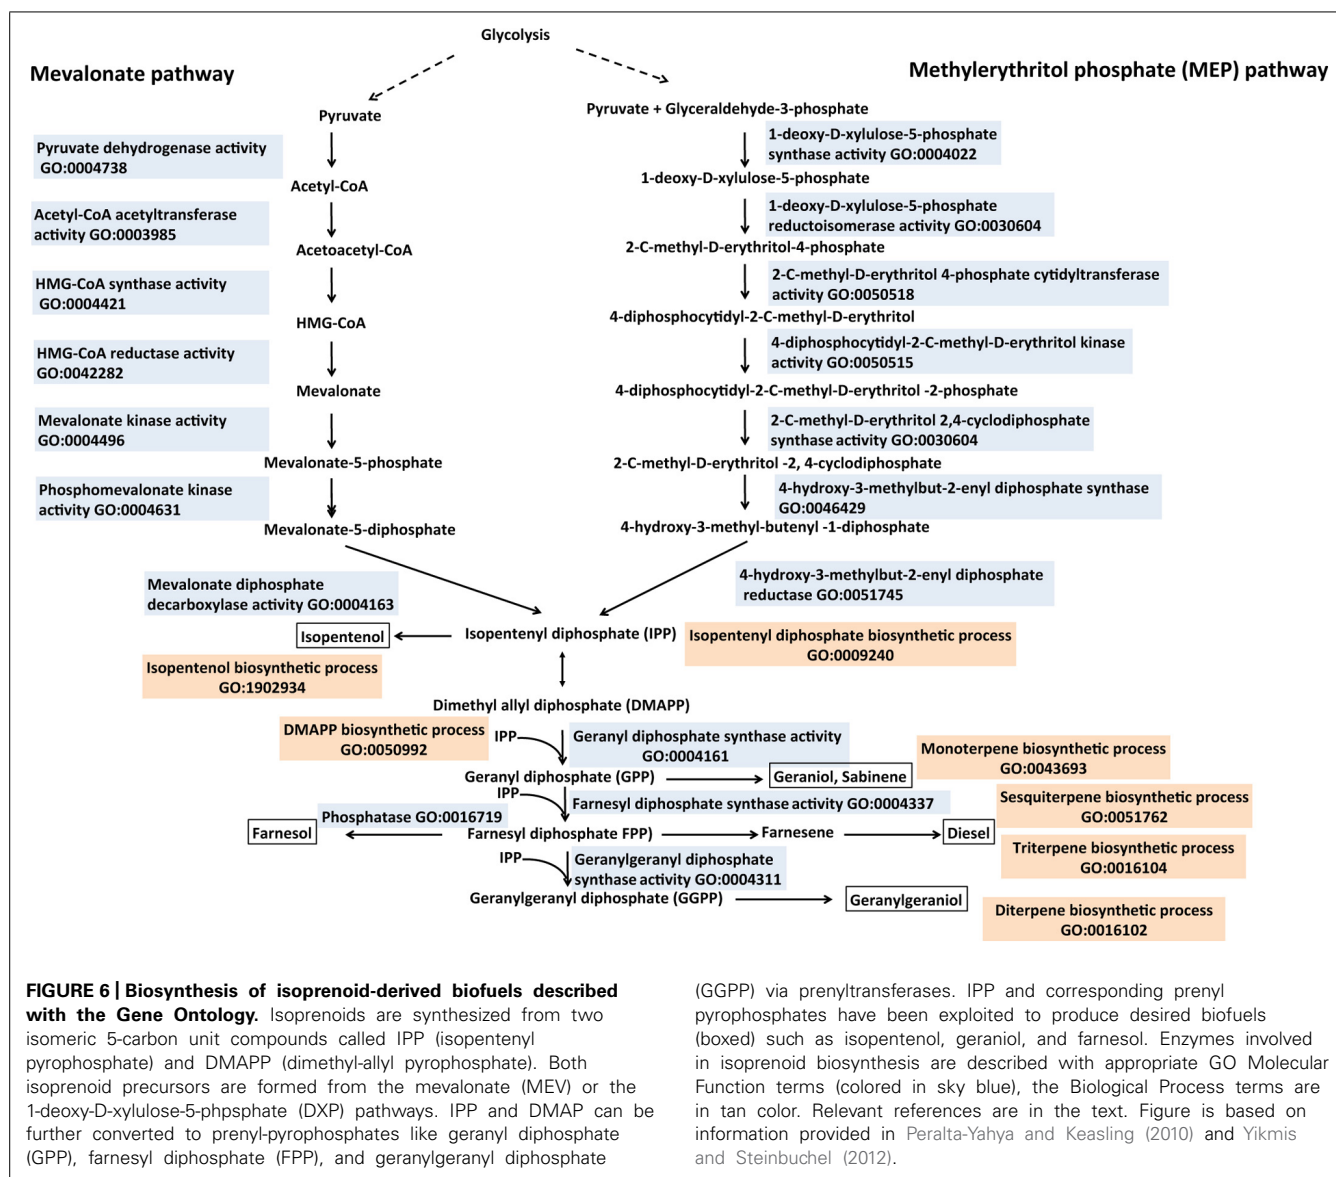 Glycolysis
Mevalonate pathway
Methylerythritol phosphate (MEP) pathway
Pyruvate
Pyruvate dehydrogenase activity
GO:0004738
Acetyl-CoA
Acetyl-CoA acetyltransferase
activity GO:0003985
Acetoacetyl-CoA
HMG-CoA synthase activity
GO:0004421
HMG-CoA
HMG-CoA reductase activity
GO:0042282
Mevalonate
Mevalonate kinase activity
GO:0004496
Mevalonate-5-phosphate
Phosphomevalonate kinase
activity GO:0004631
Mevalonate-5-diphosphate
Mevalonate diphosphate
decarboxylase activity GO:0004163
Pyruvate + Glyceraldehyde-3-phosphate
1-deoxy-D-xylulose-5-phosphate
synthase activity GO:0004022
1-deoxy-D-xylulose-5-phosphate
1-deoxy-D-xylulose-5-phosphate
reductoisomerase activity GO:0030604
2-C-methyl-D-erythritol-4-phosphate
2-C-methyl-D-erythritol 4-phosphate cytidyltransferase
activity GO:0050518
4-diphosphocytidyl-2-C-methyl-D-erythritol
4-diphosphocytidyl-2-C-methyl-D-erythritol kinase
activity GO:0050515
4-diphosphocytidyl-2-C-methyl-D-erythritol -2-phosphate
2-C-methyl-D-erythritol 2,4-cyclodiphosphate
synthase activity GO:0030604
2-C-methyl-D-erythritol -2, 4-cyclodiphosphate
4-hydroxy-3-methylbut-2-enyl diphosphate synthase
GO:0046429
4-hydroxy-3-methyl-butenyl -1-diphosphate
4-hydroxy-3-methylbut-2-enyl diphosphate
reductase GO:0051745
Isopentenol
Isopentenyl diphosphate (IPP)
Isopentenyl diphosphate biosynthetic process
GO:0009240
Isopentenol biosynthetic process
GO:1902934
Dimethyl allyl diphosphate (DMAPP)
DMAPP biosynthetic process
GO:0050992
IPP
Geranyl diphosphate synthase activity
GO:0004161
Monoterpene biosynthetic process
GO:0043693
Geranyl diphosphate (GPP)
Geraniol, Sabinene
IPP
Farnesyl diphosphate synthase activity GO:0004337
Sesquiterpene biosynthetic process
GO:0051762
Phosphatase GO:0016719
Farnesol
Farnesyl diphosphate FPP)
Farnesene
Diesel
Triterpene biosynthetic process
GO:0016104
IPP
Geranylgeranyl diphosphate
synthase activity GO:0004311
Geranylgeranyl diphosphate (GGPP)
Geranylgeraniol
Diterpene biosynthetic process
GO:0016102
FIGURE 6 | Biosynthesis of isoprenoid-derived biofuels described
with the Gene Ontology. Isoprenoids are synthesized from two
isomeric 5-carbon unit compounds called IPP (isopentenyl
pyrophosphate) and DMAPP (dimethyl-allyl pyrophosphate). Both
isoprenoid precursors are formed from the mevalonate (MEV) or the
1-deoxy-D-xylulose-5-phpsphate (DXP) pathways. IPP and DMAP can be
further converted to prenyl-pyrophosphates like geranyl diphosphate
(GPP), farnesyl diphosphate (FPP), and geranylgeranyl diphosphate
(GGPP) via prenyltransferases. IPP and corresponding prenyl
pyrophosphates have been exploited to produce desired biofuels
(boxed) such as isopentenol, geraniol, and farnesol. Enzymes involved
in isoprenoid biosynthesis are described with appropriate GO Molecular
Function terms (colored in sky blue), the Biological Process terms are
in tan color. Relevant references are in the text. Figure is based on
information provided in Peralta-Yahya and Keasling (2010) and Yikmis
and Steinbuchel (2012).